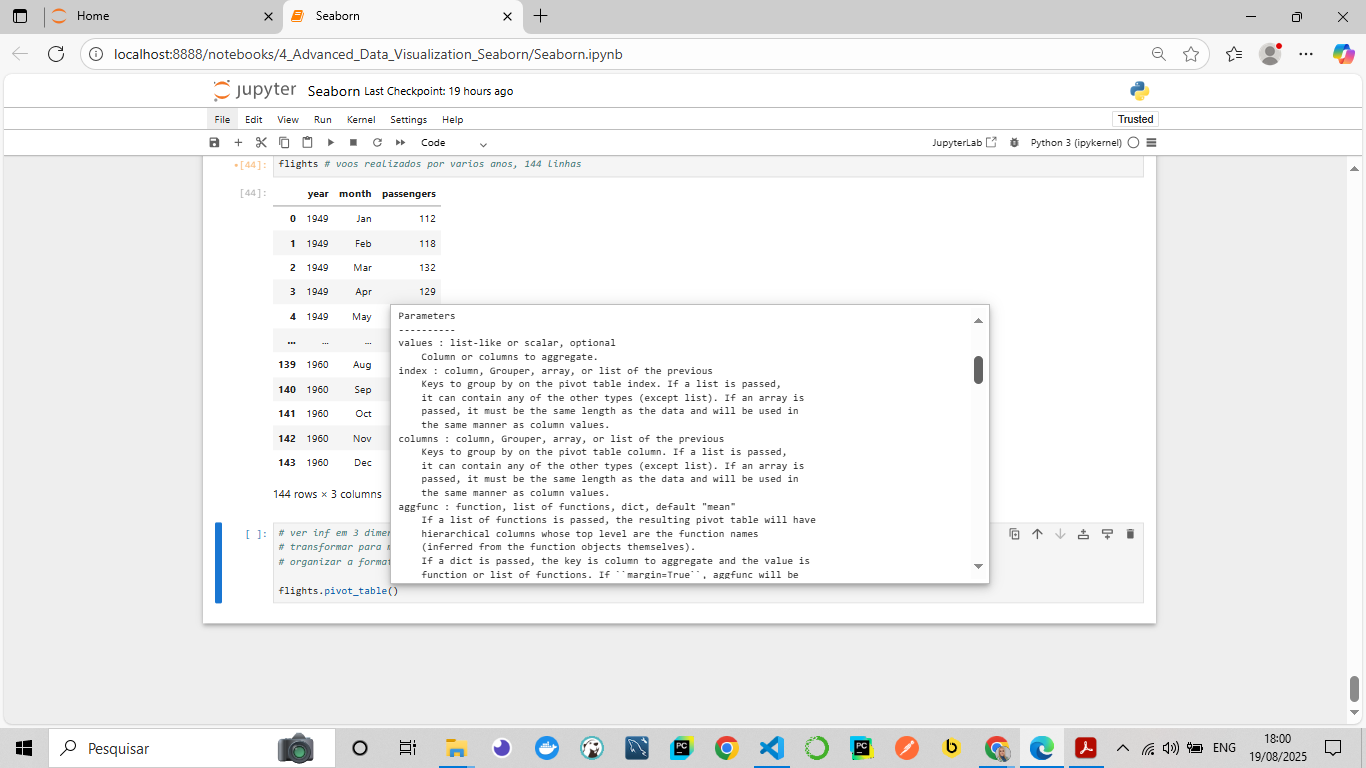 Home
Seaborn
localhost:8888/notebooks/4_Advanced_Data_Visualization_Seaborn/Seaborn.ipynb
jupyter Seaborn Last Checkpoint: 19 hours ago
File Edit View Run Kernel Settings Help Trusted
Code JupyterLab Python 3 (ipykernel)
•[44]: flights # voos realizados por varios anos, 144 linhas
[44]: year month passengers
0 1949 Jan 112
1 1949 Feb 118
2 1949 Mar 132
3 1949 Apr 129
4 1949 May
... ... ...
139 1960 Aug
140 1960 Sep
141 1960 Oct
142 1960 Nov
143 1960 Dec
144 rows × 3 columns
Parameters
----------
values : list-like or scalar, optional
Column or columns to aggregate.
index : column, Grouper, array, or list of the previous
Keys to group by on the pivot table index. If a list is passed,
it can contain any of the other types (except list). If an array is
passed, it must be the same length as the data and will be used in
the same manner as column values.
columns : column, Grouper, array, or list of the previous
Keys to group by on the pivot table column. If a list is passed,
it can contain any of the other types (except list). If an array is
passed, it must be the same length as the data and will be used in
the same manner as column values.
aggfunc : function, list of functions, dict, default "mean"
If a list of functions is passed, the resulting pivot table will have
hierarchical columns whose top level are the function names
(inferred from the function objects themselves).
If a dict is passed, the key is column to aggregate and the value is
function or list of functions. If ``margin=True``, aggfunc will be
[ ]: # ver inf em 3 dimen
# transformar para m
# organizar a format
flights.pivot_table()
Pesquisar
PC
PC
b
ENG
18:00
19/08/2025